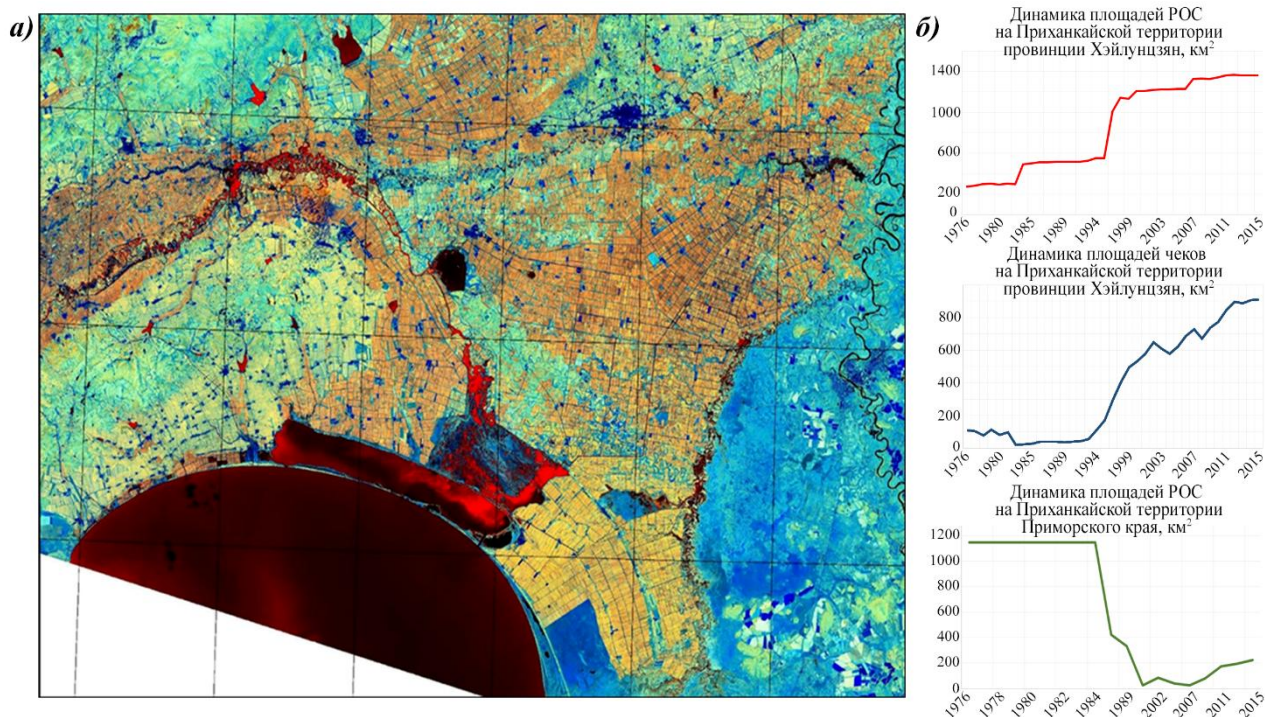 а)
б)
Динамика площадей РОС
на Приханкайской территории
провинции Хэйлунцзян, км²
1400
1000
600
200
0
1976 1980 1985 1989 1994 1999 2003 2007 2011 2015
Динамика площадей чеков
на Приханкайской территории
провинции Хэйлунцзян, км²
800
600
400
200
0
1976 1980 1985 1989 1994 1999 2003 2007 2011 2015
Динамика площадей РОС
на Приханкайской территории
Приморского края, км²
1200
1000
800
600
400
200
0
1976 1978 1980 1982 1984 1989 2002 2007 2011 2015